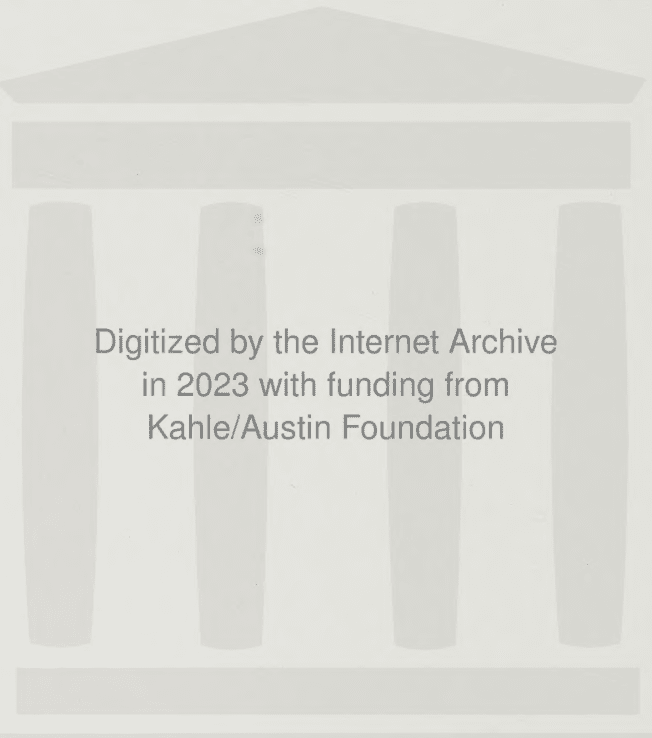 Digitized by the Internet Archive
in 2023 with funding from
Kahle/Austin Foundation